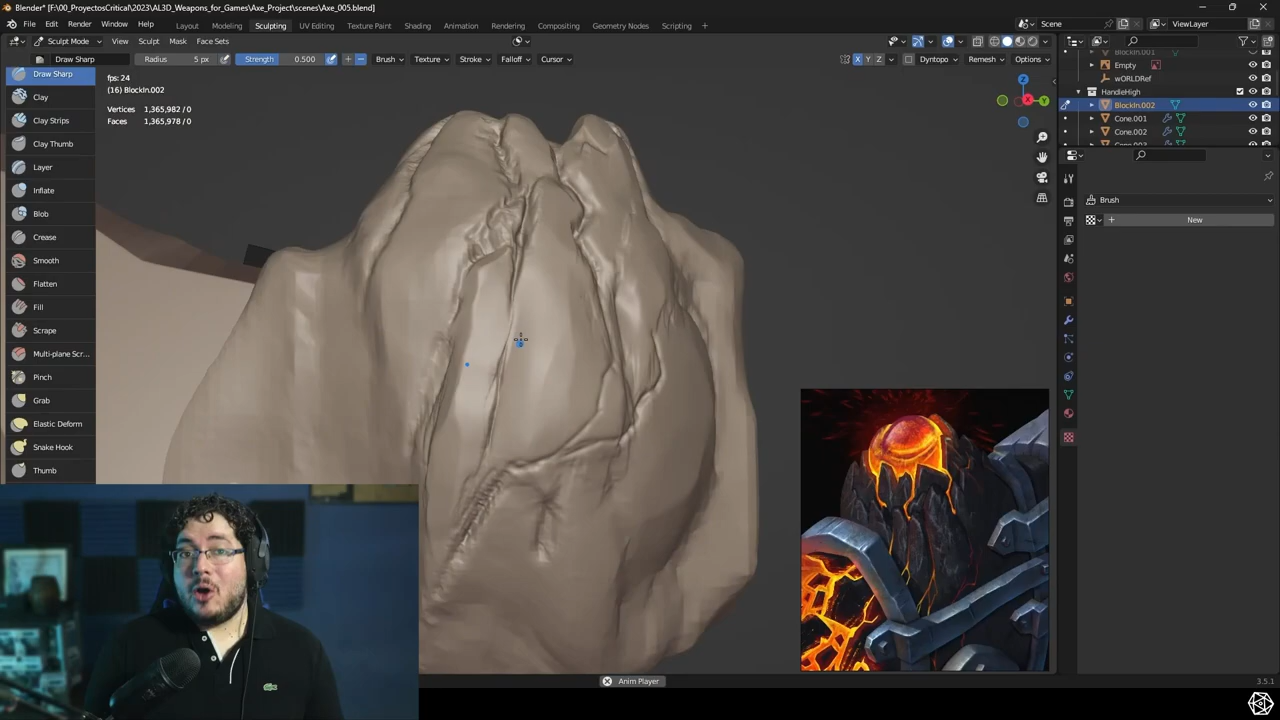 Blender* [F:\00_ProyectosCritical\2023\AL3D_Weapons_for_Games\Axe_Project\scenes\Axe_005.blend]
File Edit Render Window Help Layout Modeling Sculpting UV Editing Texture Paint Shading Animation Rendering Compositing Geometry Nodes Scripting + Scene ViewLayer
Sculpt Mode View Sculpt Mask Face Sets
Draw Sharp Radius 5 px Strength 0.500 + − Brush Texture Stroke Falloff Cursor X Y Z Dyntopo Remesh Options
BlockIn.001
Empty
wORLDRef
HandleHigh
BlockIn.002
Cone.001
Cone.002
Brush
+ New
Draw Sharp
Clay
Clay Strips
Clay Thumb
Layer
Inflate
Blob
Crease
Smooth
Flatten
Fill
Scrape
Multi-plane Scr...
Pinch
Grab
Elastic Deform
Snake Hook
Thumb
fps: 24
(16) BlockIn.002
Vertices 1,365,982 / 0
Faces 1,365,978 / 0
Z
X
Y
Anim Player
3.5.1